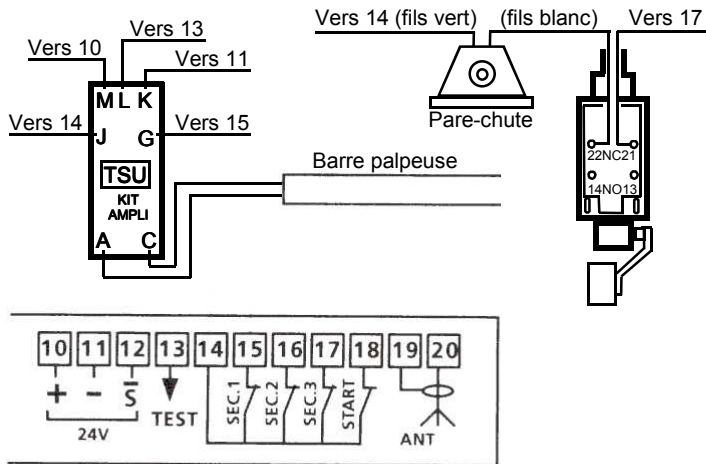 Vers 13
Vers 10
Vers 11
M L K
Vers 14
J
G
Vers 15
TSU
KIT
AMPLI
A
C
Barre palpeuse
Vers 14 (fils vert)
(fils blanc)
Vers 17
Pare-chute
22NC21
14NO13
10 11 12 13 14 15 16 17 18 19 20
+ - S
24V
TEST
SEC.1
SEC.2
SEC.3
START
ANT